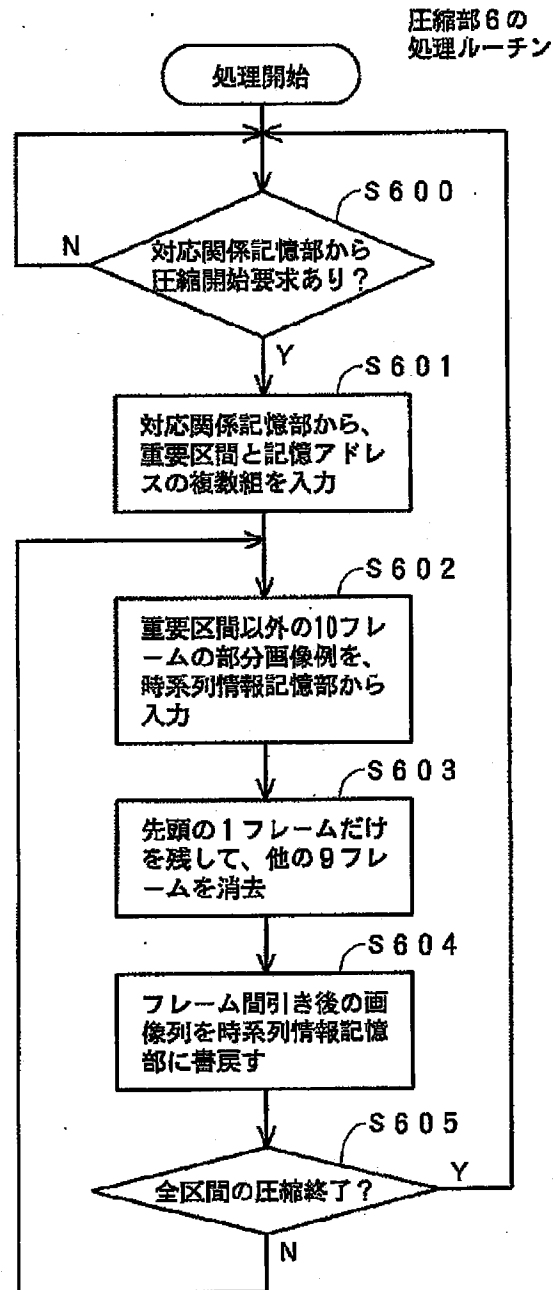 圧縮部6の
処理ルーチン
処理開始
S600
N
対応関係記憶部から
圧縮開始要求あり？
Y
S601
対応関係記憶部から、
重要区間と記憶アドレ
スの複数組を入力
S602
重要区間以外の10フレ
ームの部分画像例を、
時系列情報記憶部から
入力
S603
先頭の1フレームだけ
を残して、他の9フレ
ームを消去
S604
フレーム間引き後の画
像列を時系列情報記憶
部に書戻す
S605
全区間の圧縮終了？
Y
N